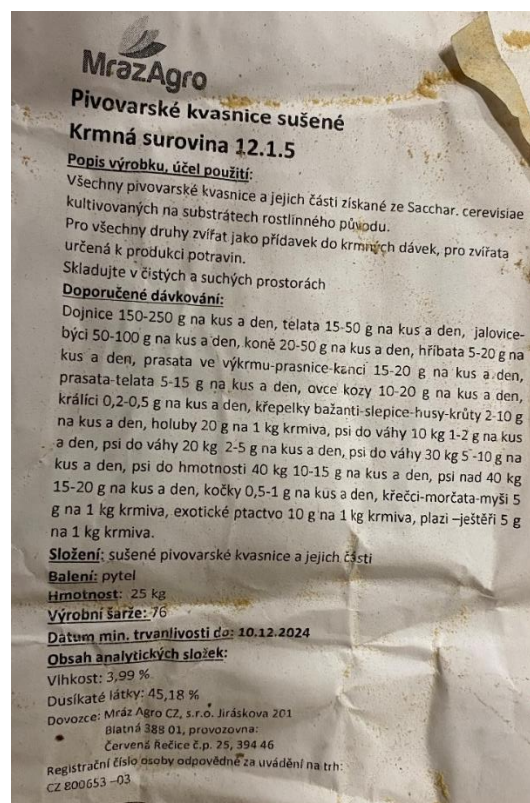 MrazAgro
Pivovarské kvasnice sušené
Krmná surovina 12.1.5
Popis výrobku, účel použití:
Všechny pivovarské kvasnice a jejich části získané ze Sacchar. cerevisiae
kultivovaných na substrátech rostlinného původu.
Pro všechny druhy zvířat jako přídavek do krmných dávek, pro zvířata
určená k produkci potravin.
Skladujte v čistých a suchých prostorách
Doporučené dávkování:
Dojnice 150-250 g na kus a den, telata 15-50 g na kus a den, jalovice-
býci 50-100 g na kus a den, koně 20-50 g na kus a den, hříbata 5-20 g na
kus a den, prasata ve výkrmu-prasnice-kanci 15-20 g na kus a den,
prasata-telata 5-15 g na kus a den, ovce kozy 10-20 g na kus a den,
králíci 0,2-0,5 g na kus a den, křepelky bažanti-slepice-husy-krůty 2-10 g
na kus a den, holuby 20 g na 1 kg krmiva, psi do váhy 10 kg 1-2 g na kus
a den, psi do váhy 20 kg 2-5 g na kus a den, psi do váhy 30 kg 5 -10 g na
kus a den, psi do hmotnosti 40 kg 10-15 g na kus a den, psi nad 40 kg
15-20 g na kus a den, kočky 0,5-1 g na kus a den, křečci-morčata-myši 5
g na 1 kg krmiva, exotické ptactvo 10 g na 1 kg krmiva, plazi –ještěři 5 g
na 1 kg krmiva.
Složení: sušené pivovarské kvasnice a jejich části
Balení: pytel
Hmotnost: 25 kg
Výrobní šarže: 76
Datum min. trvanlivosti do: 10.12.2024
Obsah analytických složek:
Vlhkost: 3,99 %
Dusíkaté látky: 45,18 %
Dovozce: Mráz Agro CZ, s.r.o. Jiráskova 201
Blatná 388 01, provozovna:
Červená Řečice č.p. 25, 394 46
Registrační číslo osoby odpovědné za uvádění na trh:
CZ 800653 –03